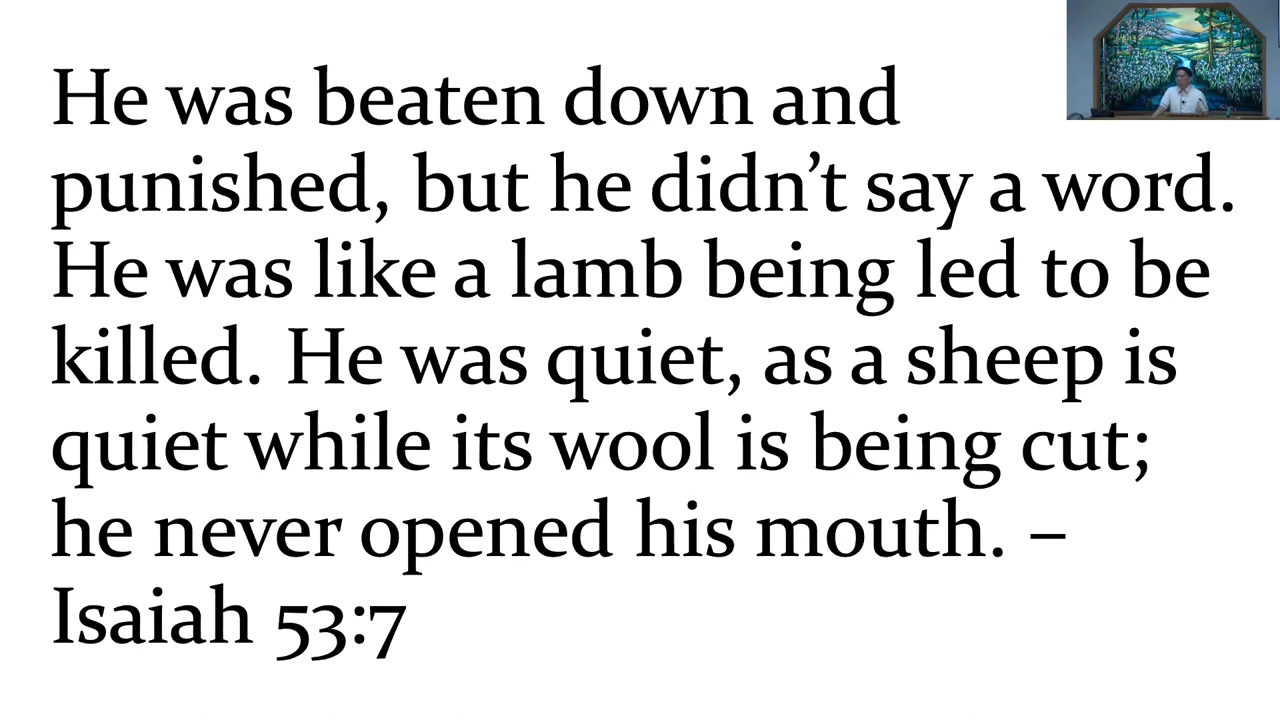 He was beaten down and
punished, but he didn’t say a word.
He was like a lamb being led to be
killed. He was quiet, as a sheep is
quiet while its wool is being cut;
he never opened his mouth. –
Isaiah 53:7